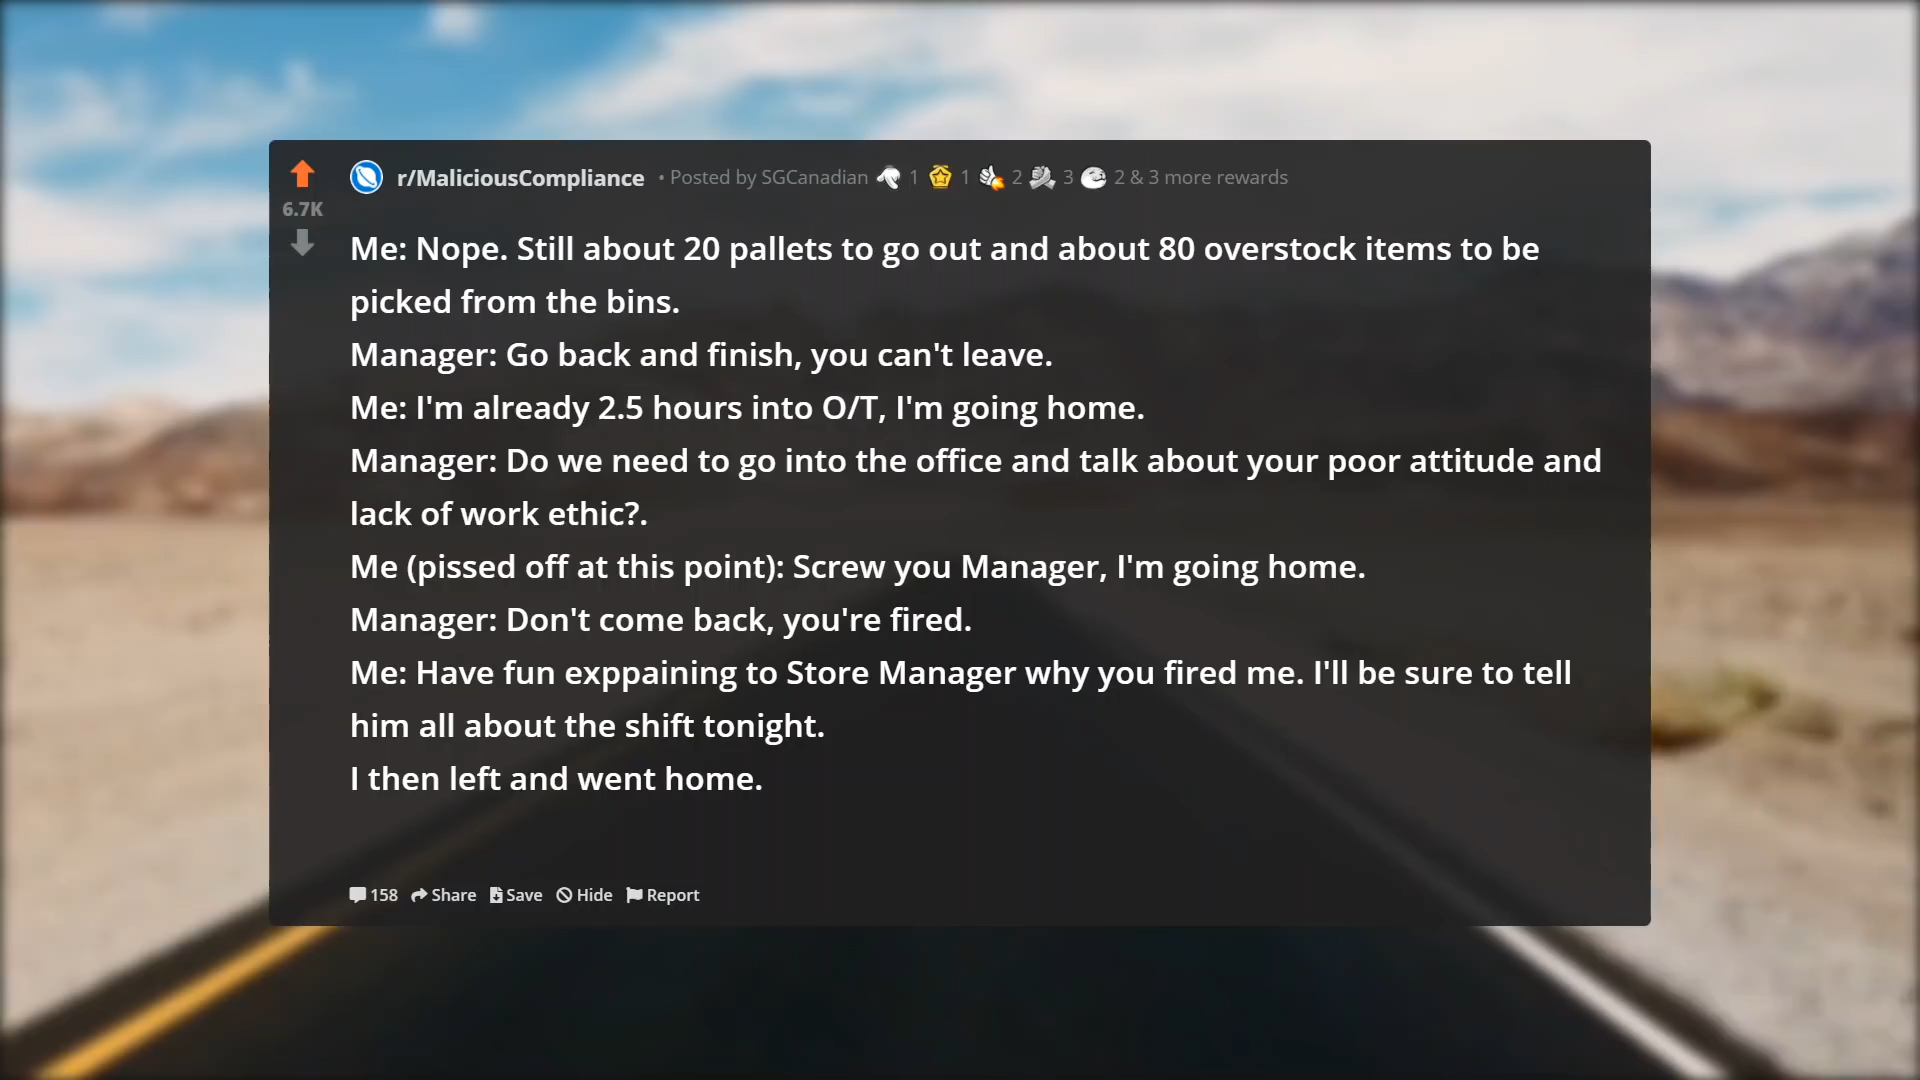 r/MaliciousCompliance • Posted by SGCanadian 1 1 2 3 2 & 3 more rewards
6.7K
Me: Nope. Still about 20 pallets to go out and about 80 overstock items to be
picked from the bins.
Manager: Go back and finish, you can't leave.
Me: I'm already 2.5 hours into O/T, I'm going home.
Manager: Do we need to go into the office and talk about your poor attitude and
lack of work ethic?.
Me (pissed off at this point): Screw you Manager, I'm going home.
Manager: Don't come back, you're fired.
Me: Have fun exppaining to Store Manager why you fired me. I'll be sure to tell
him all about the shift tonight.
I then left and went home.
158 Share Save Hide Report